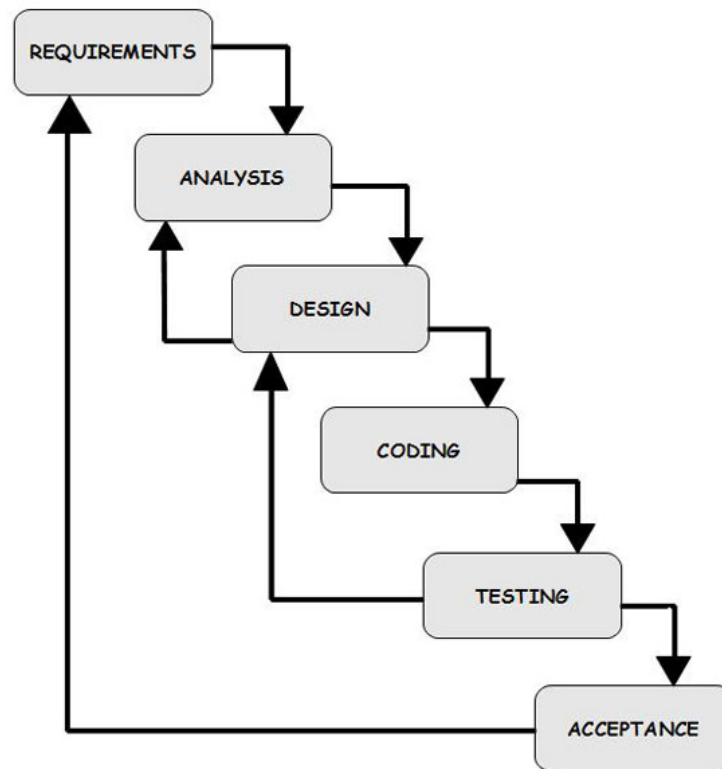 REQUIREMENTS
ANALYSIS
DESIGN
CODING
TESTING
ACCEPTANCE